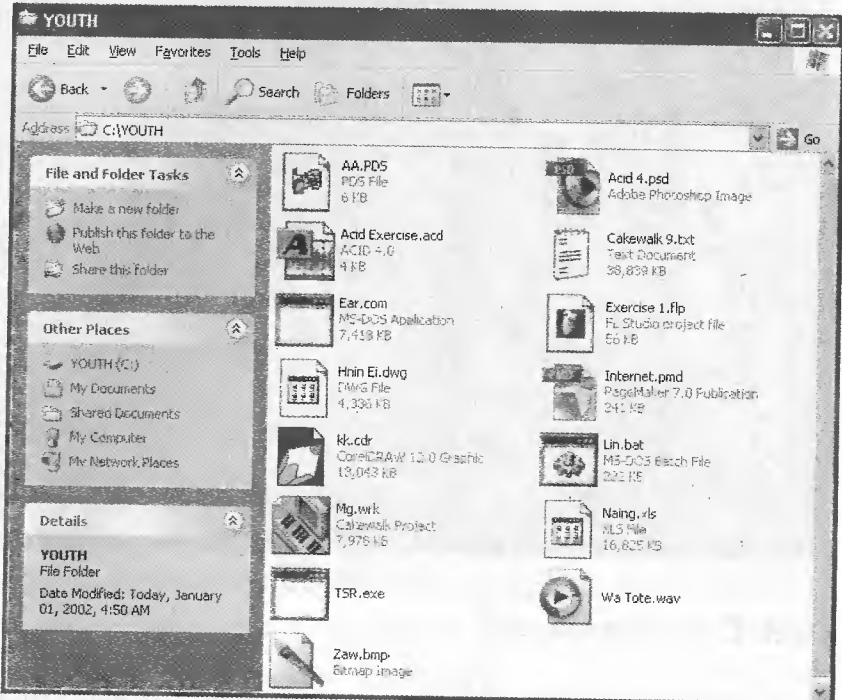 YOUTH
File Edit View Favorites Tools Help
Back Search Folders
Address C:\YOUTH Go
File and Folder Tasks
Make a new folder
Publish this folder to the
Web
Share this folder
Other Places
YOUTH (C:)
My Documents
Shared Documents
My Computer
My Network Places
Details
YOUTH
File Folder
Date Modified: Today, January
01, 2002, 4:50 AM
AA.PDS
PDS File
6 KB
Acid 4.psd
Adobe Photoshop Image
Acid Exercise.acd
ACID 4.0
4 KB
Cakewalk 9.txt
Text Document
38,839 KB
Ear.com
MS-DOS Application
7,418 KB
Exercise 1.flp
FL Studio project file
56 KB
Hnin Ei.dwg
DWG File
4,336 KB
Internet.pmd
PageMaker 7.0 Publication
241 KB
kk.cdr
CorelDRAW 12.0 Graphic
13,043 KB
Lin.bat
MS-DOS Batch File
KB
Mg.wrk
Cakewalk Project
7,978 KB
Naing.xls
XLS File
16,825 KB
TSR.exe
Wa Tote.wav
Zaw.bmp
Bitmap Image